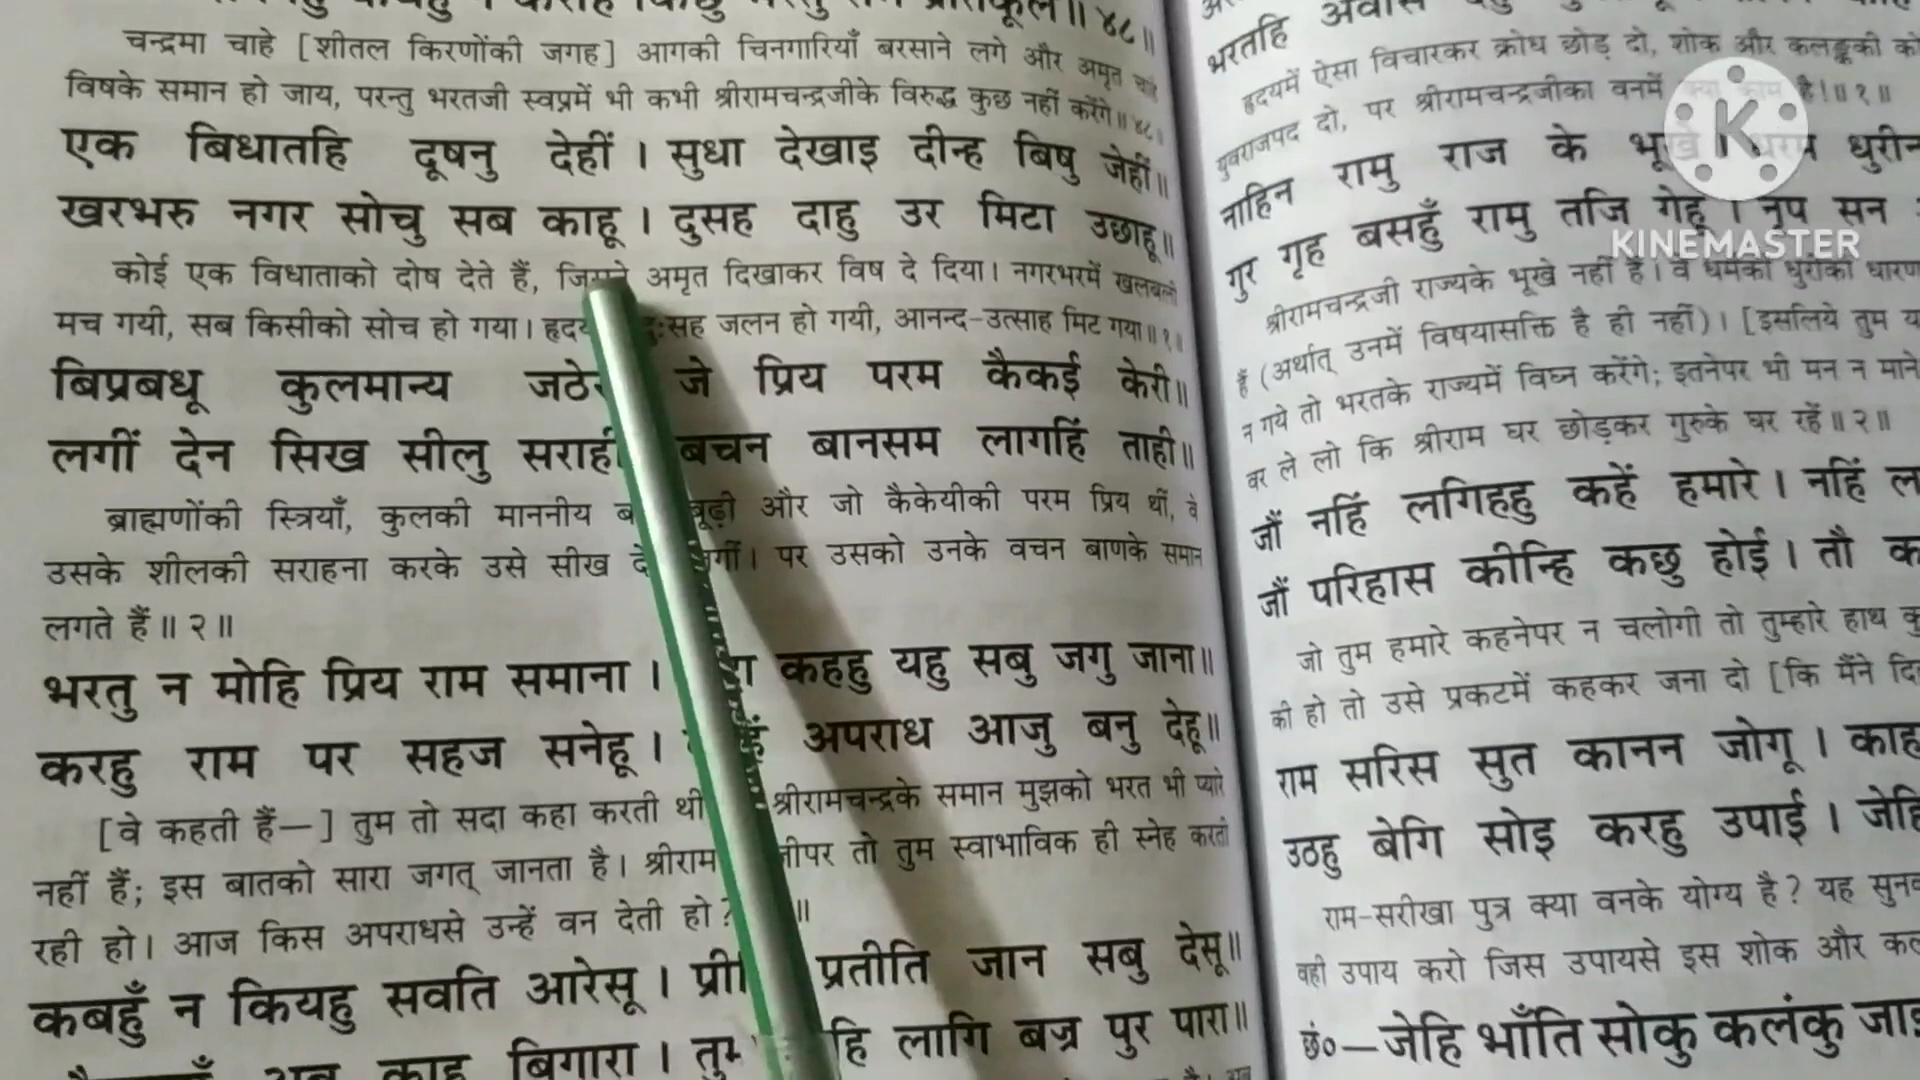 ॥ ४८॥
चन्द्रमा चाहे [शीतल किरणोंकी जगह] आगकी चिनगारियाँ बरसाने लगे और अमृत चाहे
विषके समान हो जाय, परन्तु भरतजी स्वप्नमें भी कभी श्रीरामचन्द्रजीके विरुद्ध कुछ नहीं करेंगे॥ ४८॥
एक बिधातहि दूषनु देहीं । सुधा देखाइ दीन्ह बिषु जेहीं॥
खरभरु नगर सोचु सब काहू । दुसह दाहु उर मिटा उछाहू॥
कोई एक विधाताको दोष देते हैं, अमृत दिखाकर विष दे दिया। नगरभरमें खलबली
मच गयी, सब किसीको सोच हो गया। जलन हो गयी, आनन्द-उत्साह मिट गया॥ १॥
बिप्रबधू कुलमान्य जे प्रिय परम कैकई केरी॥
लगीं देन सिख सीलु सराही बचन बानसम लागहिं ताही॥
ब्राह्मणोंकी स्त्रियाँ, कुलकी माननीय बूढ़ी और जो कैकेयीकी परम प्रिय थीं, वे
उसके शीलकी सराहना करके उसे सीख पर उसको उनके वचन बाणके समान
लगते हैं॥ २॥
भरतु न मोहि प्रिय राम समाना । कहहु यहु सबु जगु जाना॥
करहु राम पर सहज सनेहू । अपराध आजु बनु देहू॥
[वे कहती हैं—] तुम तो सदा कहा करती थी श्रीरामचन्द्रके समान मुझको भरत भी प्यारे
नहीं हैं; इस बातको सारा जगत् जानता है। तो तुम स्वाभाविक ही स्नेह करती
रही हो। आज किस अपराधसे उन्हें वन देती हो? ॥
कबहुँ न कियहु सवति आरेसू । प्रतीति जान सबु देसू॥
बिगारा । लागि बज्र पुर पारा॥
भरतहि
हृदयमें ऐसा विचारकर क्रोध छोड़ दो, शोक और कलङ्ककी
युवराजपद दो, पर श्रीरामचन्द्रजीका वनमें क्या काम है!॥ १॥
नाहिन रामु राज के भूखे
गुर गृह बसहुँ रामु तजि गेहू । नृप सन
श्रीरामचन्द्रजी राज्यके भूखे नहीं हैं। वे धर्मकी धुरीको धारण
हैं (अर्थात् उनमें विषयासक्ति है ही नहीं)। [इसलिये तुम
न गये तो भरतके राज्यमें विघ्न करेंगे; इतनेपर भी मन न माने
वर ले लो कि श्रीराम घर छोड़कर गुरुके घर रहें॥ २॥
जौं नहिं लगिहहु कहें हमारे । नहिं
जौं परिहास कीन्हि कछु होई । तौ
जो तुम हमारे कहनेपर न चलोगी तो तुम्हारे हाथ
की हो तो उसे प्रकटमें कहकर जना दो [कि मैंने
राम सरिस सुत कानन जोगू ।
उठहु बेगि सोइ करहु उपाई ।
राम-सरीखा पुत्र क्या वनके योग्य है? यह
वही उपाय करो जिस उपायसे इस शोक और
छं०—जेहि भाँति सोकु कलंकु
K
KINEMASTER